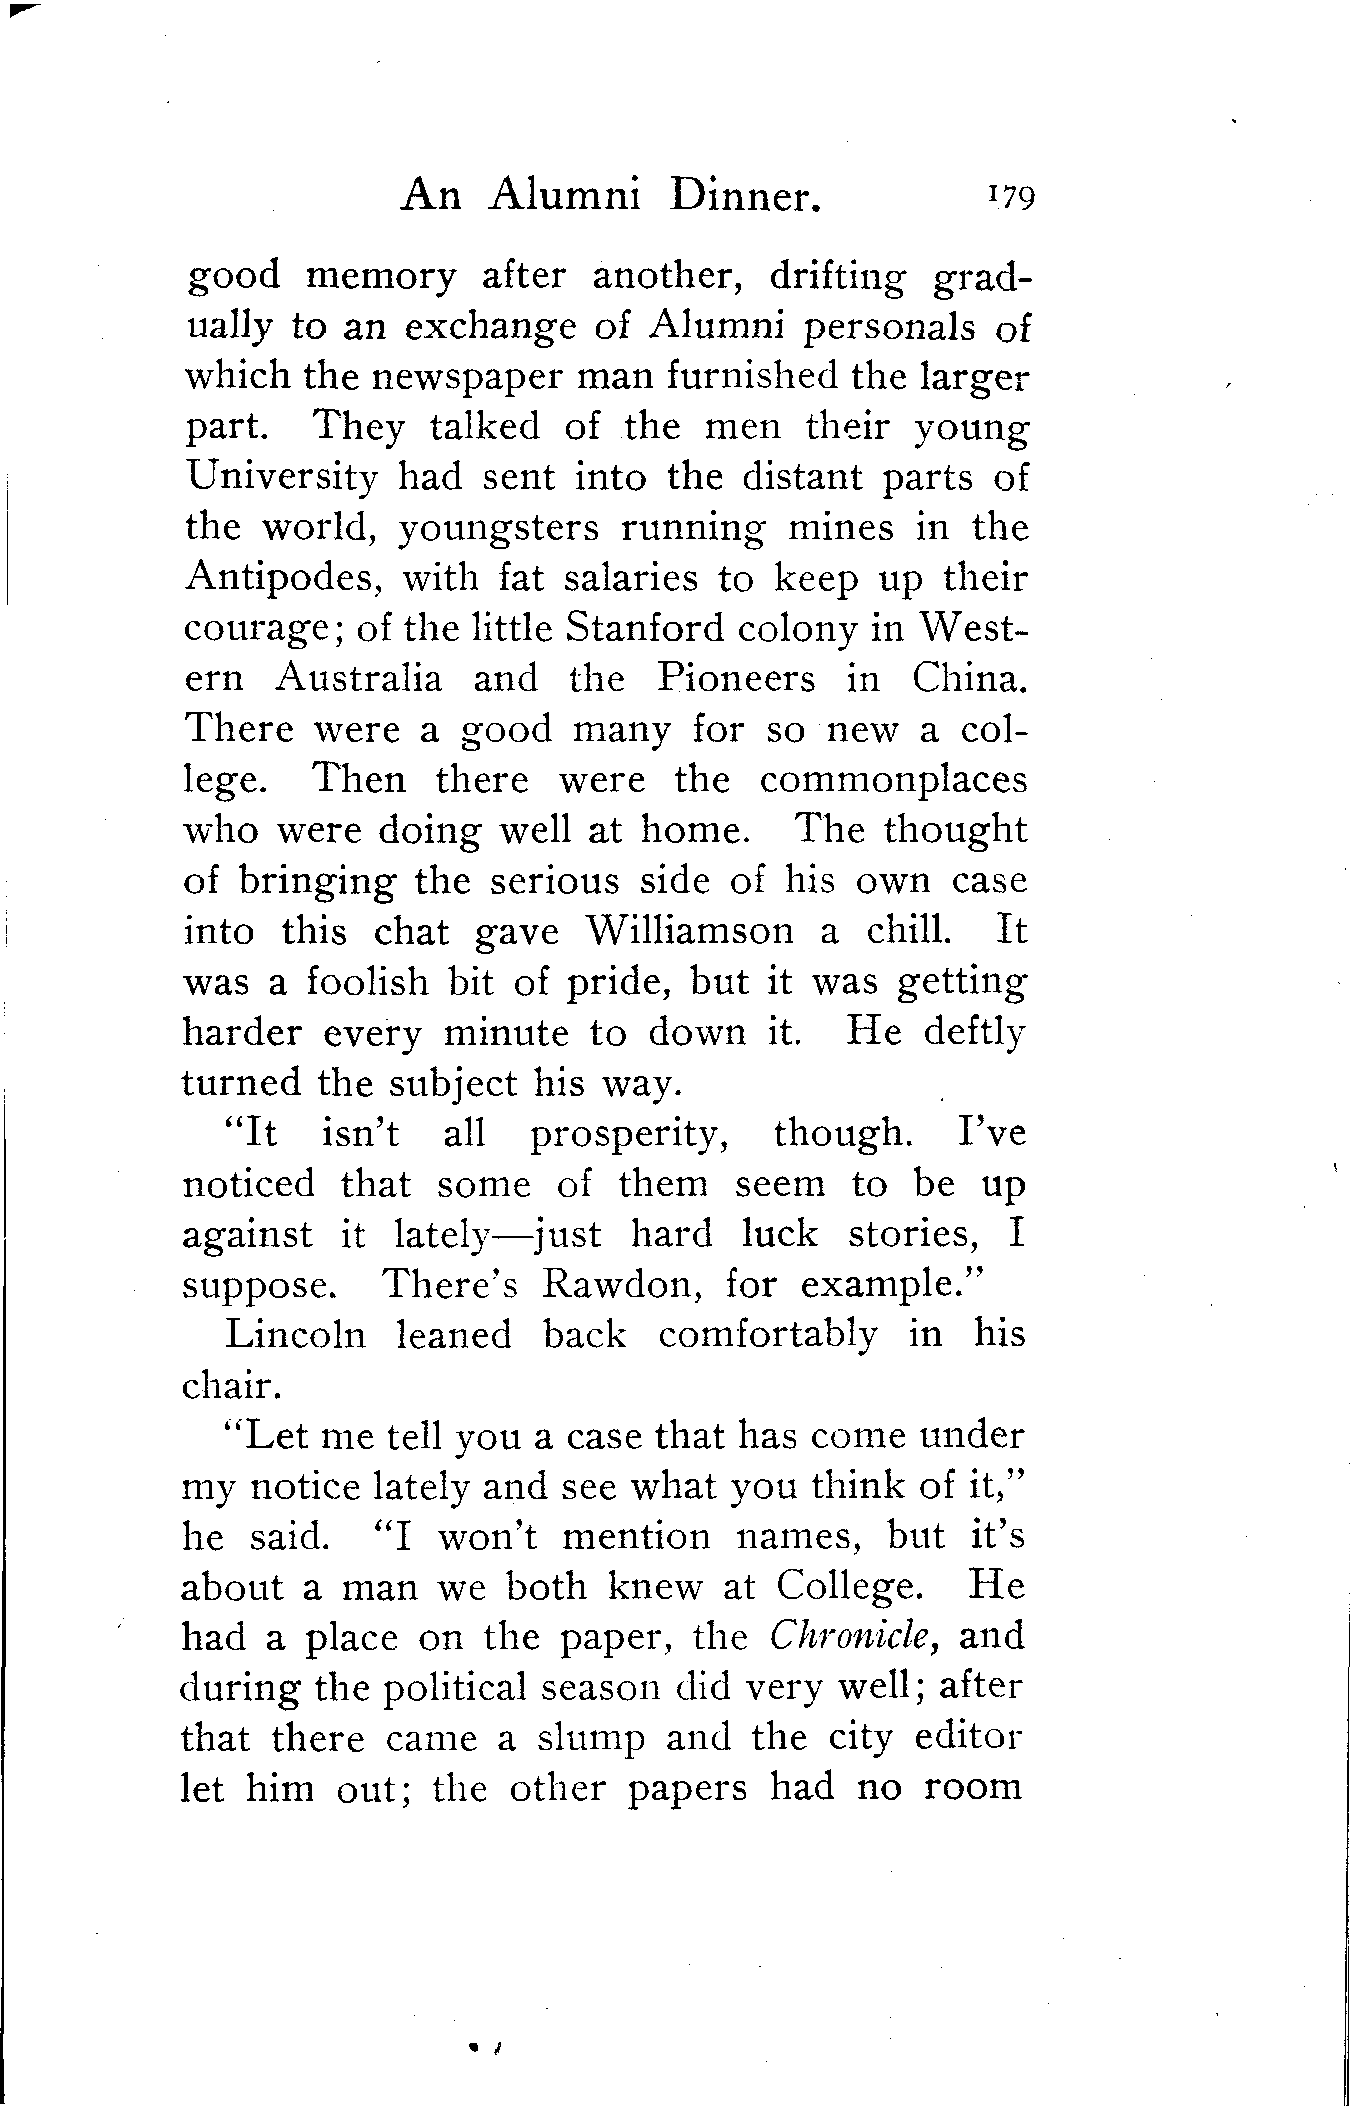 An Alumni Dinner. 179
good memory after another, drifting grad-
ually to an exchange of Alumni personals of
which the newspaper man furnished the larger
part. They talked of the men their young
University had sent into the distant parts of
the world, youngsters running mines in the
Antipodes, with fat salaries to keep up their
courage; of the little Stanford colony in West-
ern Australia and the Pioneers in China.
There were a good many for so new a col-
lege. Then there were the commonplaces
who were doing well at home. The thought
of bringing the serious side of his own case
into this chat gave Williamson a chill. It
was a foolish bit of pride, but it was getting
harder every minute to down it. He deftly
turned the subject his way.
"It isn't all prosperity, though. I've
noticed that some of them seem to be up
against it lately—just hard luck stories, I
suppose. There's Rawdon, for example."
Lincoln leaned back comfortably in his
chair.
"Let me tell you a case that has come under
my notice lately and see what you think of it,"
he said. "I won't mention names, but it's
about a man we both knew at College. He
had a place on the paper, the Chronicle, and
during the political season did very well; after
that there came a slump and the city editor
let him out; the other papers had no room